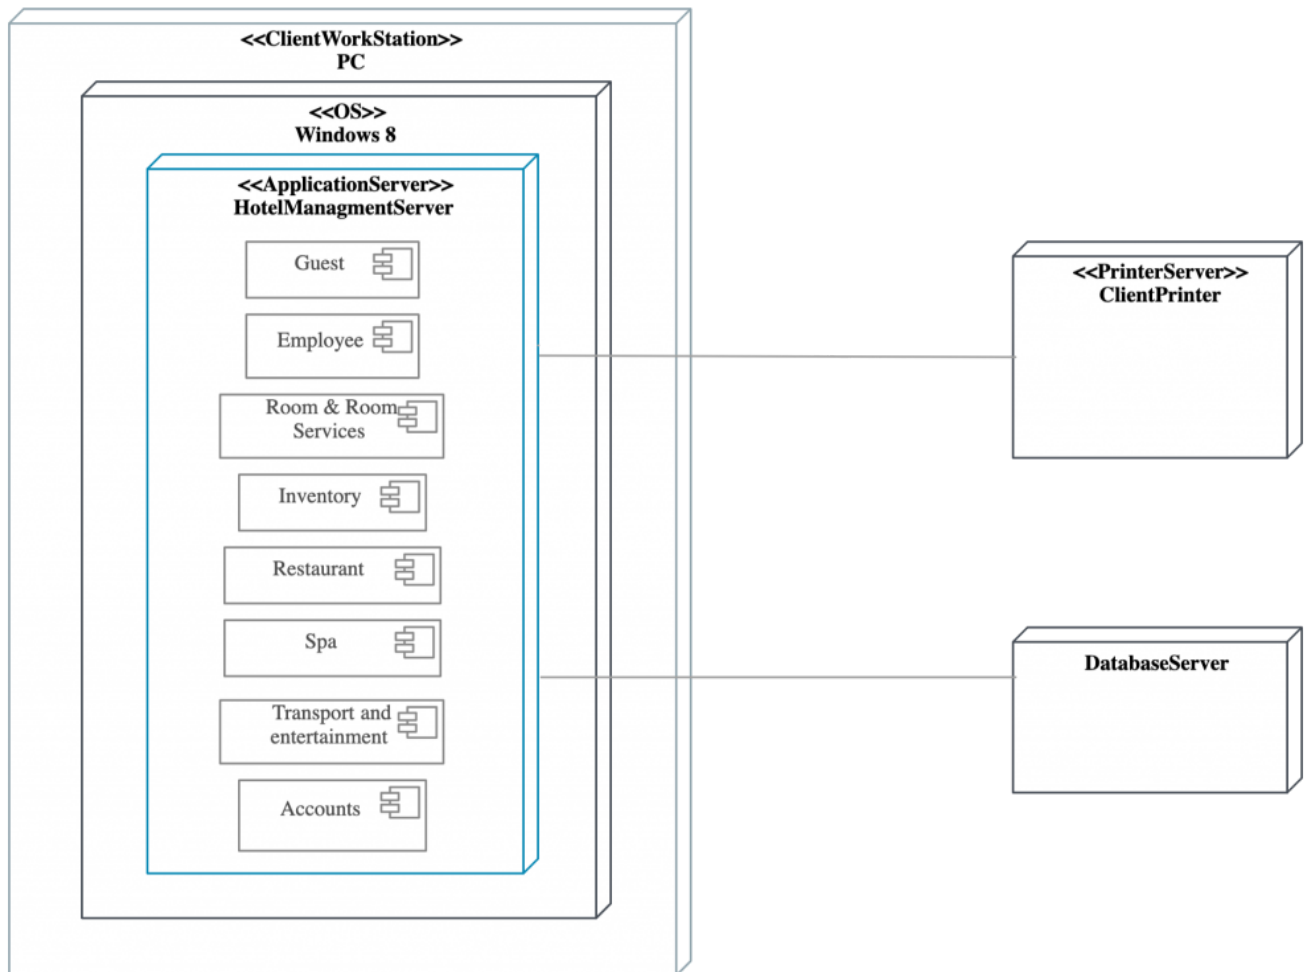 <<ClientWorkStation>>
PC
<<OS>>
Windows 8
<<ApplicationServer>>
HotelManagmentServer
Guest
Employee
Room & Room
Services
Inventory
Restaurant
Spa
Transport and
entertainment
Accounts
<<PrinterServer>>
ClientPrinter
DatabaseServer